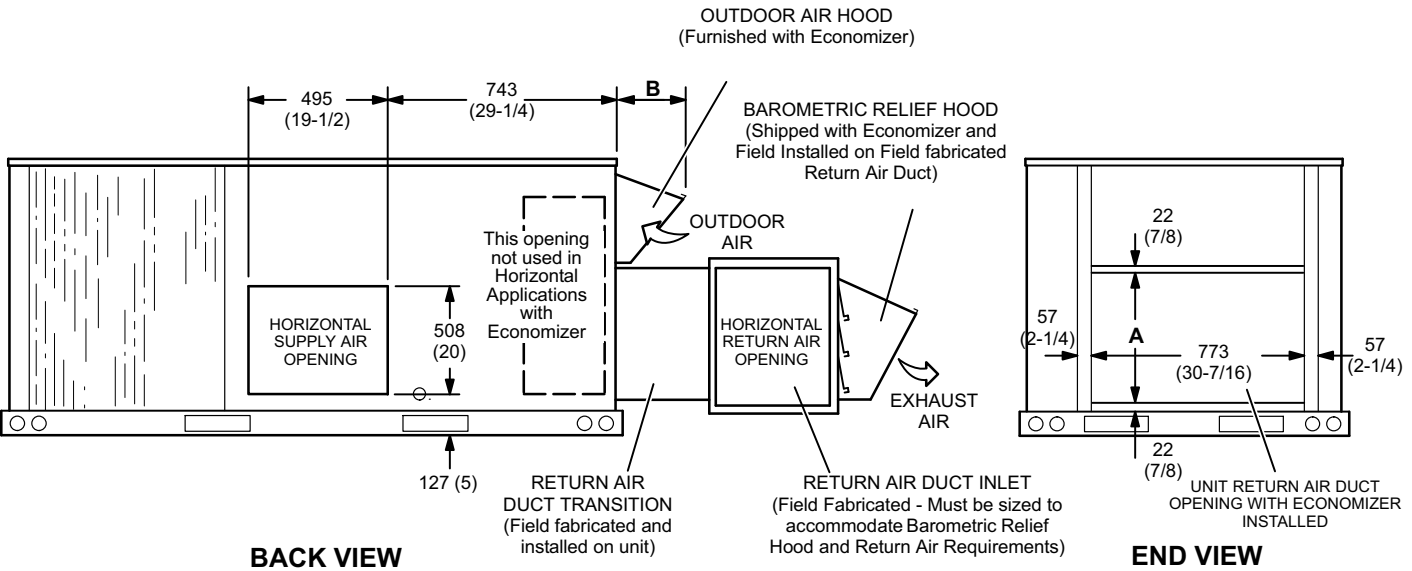 OUTDOOR AIR HOOD
(Furnished with Economizer)
495
(19-1/2)
743
(29-1/4)
B
BAROMETRIC RELIEF HOOD
(Shipped with Economizer and
Field Installed on Field fabricated
Return Air Duct)
OUTDOOR
AIR
This opening
not used in
Horizontal
Applications
with
Economizer
HORIZONTAL
SUPPLY AIR
OPENING
508
(20)
HORIZONTAL
RETURN AIR
OPENING
EXHAUST
AIR
127 (5)
RETURN AIR
DUCT TRANSITION
(Field fabricated and
installed on unit)
RETURN AIR DUCT INLET
(Field Fabricated - Must be sized to
accommodate Barometric Relief
Hood and Return Air Requirements)
BACK VIEW
22
(7/8)
57
(2-1/4)
A
773
(30-7/16)
57
(2-1/4)
22
(7/8)
UNIT RETURN AIR DUCT
OPENING WITH ECONOMIZER
INSTALLED
END VIEW